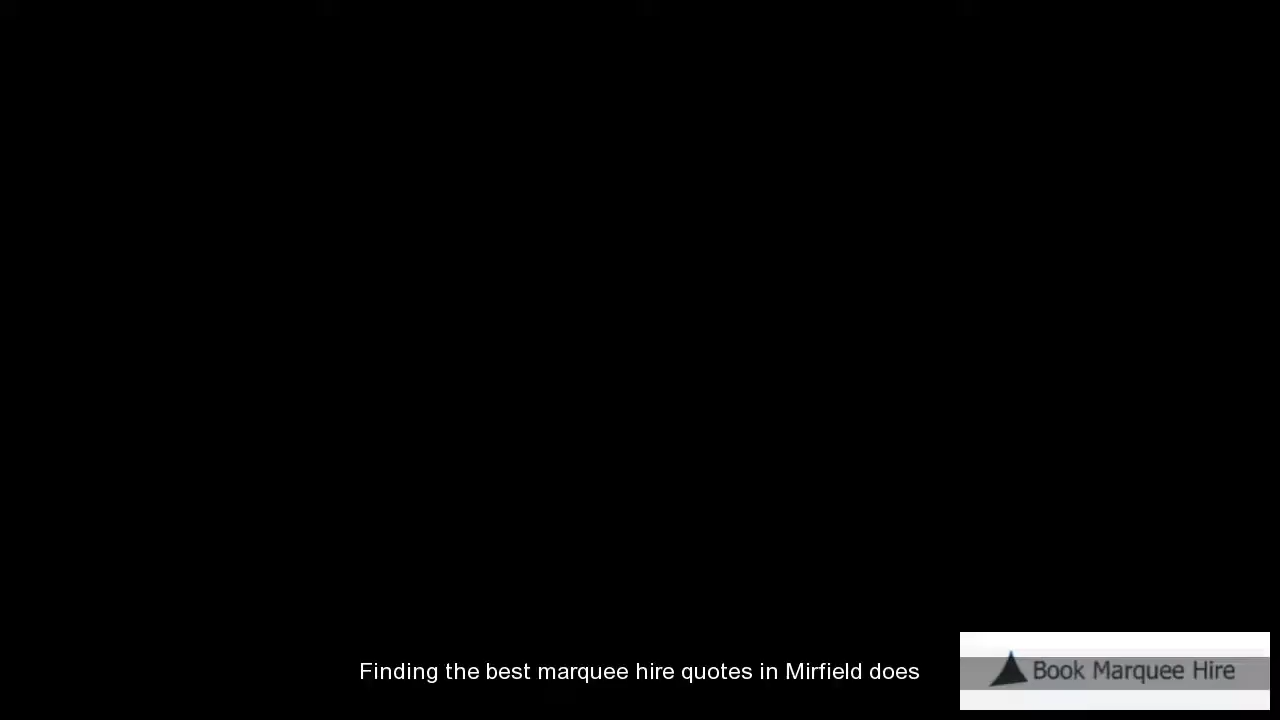 Finding the best marquee hire quotes in Mirfield does
Book Marquee Hire